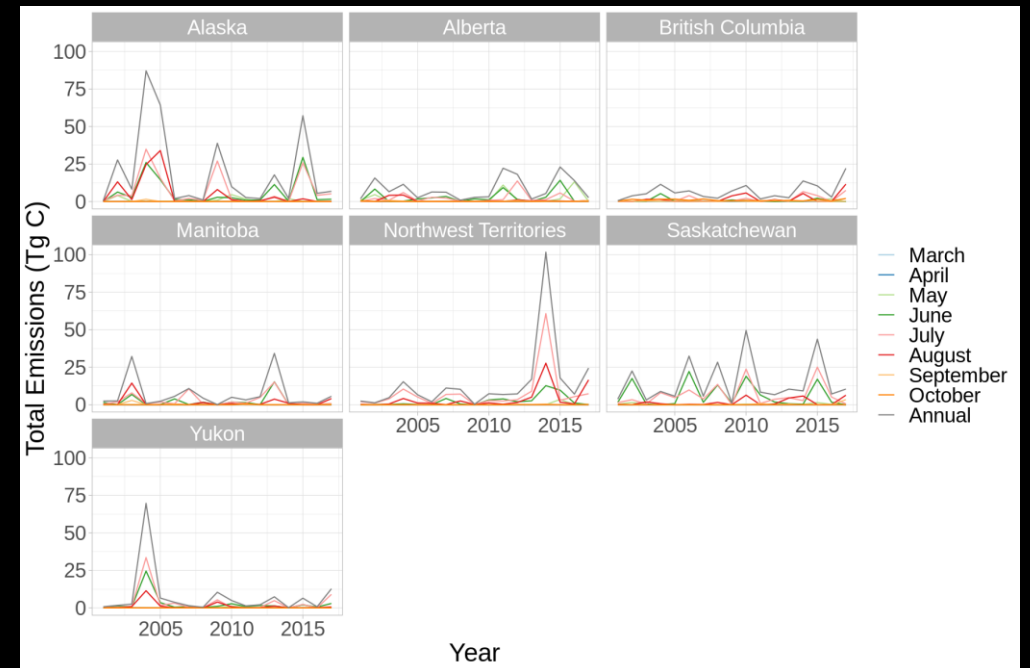 Alaska
Alberta
British Columbia
100
75
50
25
0
Manitoba
Northwest Territories
Saskatchewan
100
75
50
25
0
2005
2010
2015
2005
2010
2015
Yukon
100
75
50
25
0
2005
2010
2015
Total Emissions (Tg C)
Year
March
April
May
June
July
August
September
October
Annual